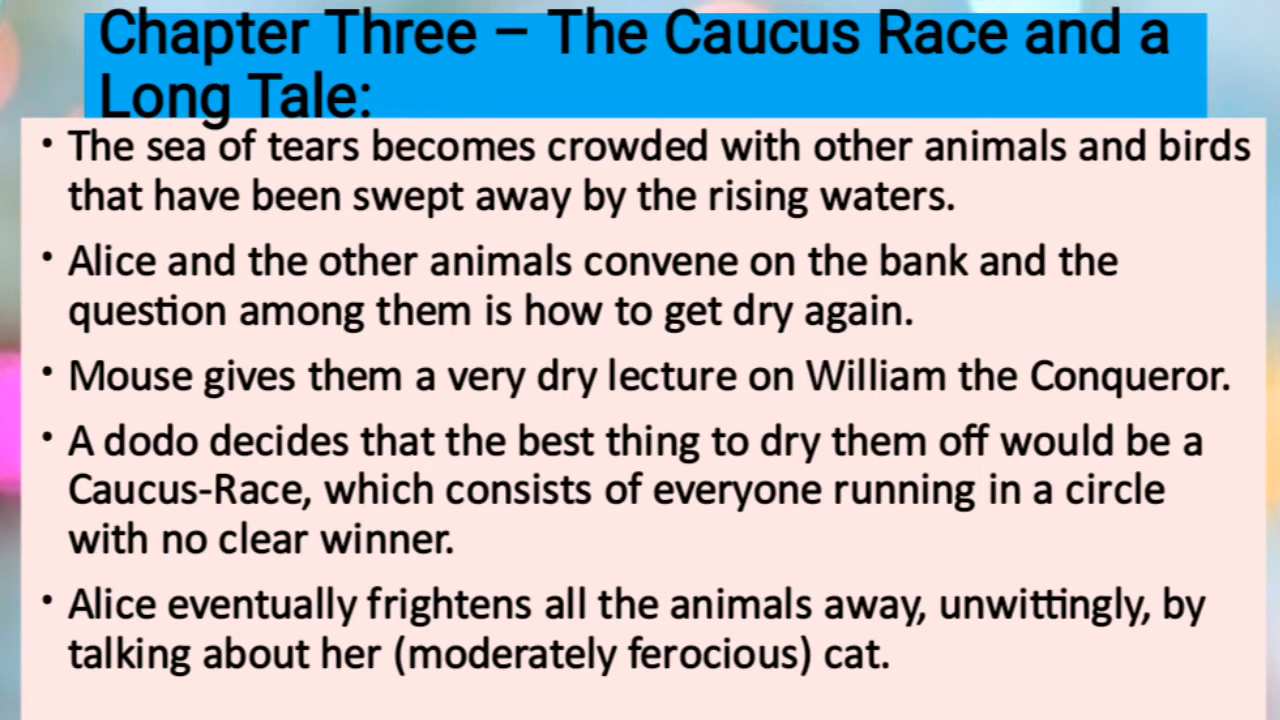 Chapter Three – The Caucus Race and a
Long Tale:
• The sea of tears becomes crowded with other animals and birds
that have been swept away by the rising waters.
• Alice and the other animals convene on the bank and the
question among them is how to get dry again.
• Mouse gives them a very dry lecture on William the Conqueror.
• A dodo decides that the best thing to dry them off would be a
Caucus-Race, which consists of everyone running in a circle
with no clear winner.
• Alice eventually frightens all the animals away, unwittingly, by
talking about her (moderately ferocious) cat.